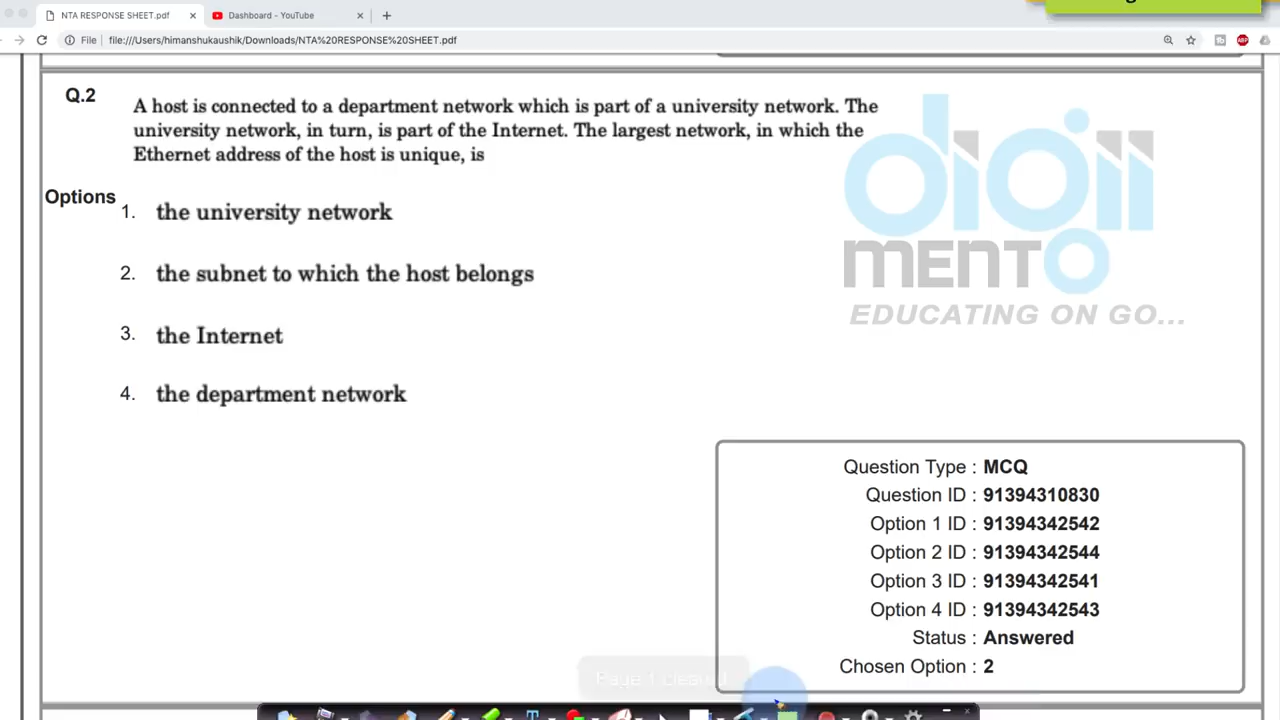 NTA RESPONSE SHEET.pdf
Dashboard - YouTube
File
file:///Users/himanshukaushik/Downloads/NTA%20RESPONSE%20SHEET.pdf
ABP
Q.2
A host is connected to a department network which is part of a university network. The
university network, in turn, is part of the Internet. The largest network, in which the
Ethernet address of the host is unique, is
Options
1. the university network
2. the subnet to which the host belongs
3. the Internet
4. the department network
digii
MENTO
EDUCATING ON GO...
Question Type : MCQ
Question ID : 91394310830
Option 1 ID : 91394342542
Option 2 ID : 91394342544
Option 3 ID : 91394342541
Option 4 ID : 91394342543
Status : Answered
Chosen Option : 2
Page 1